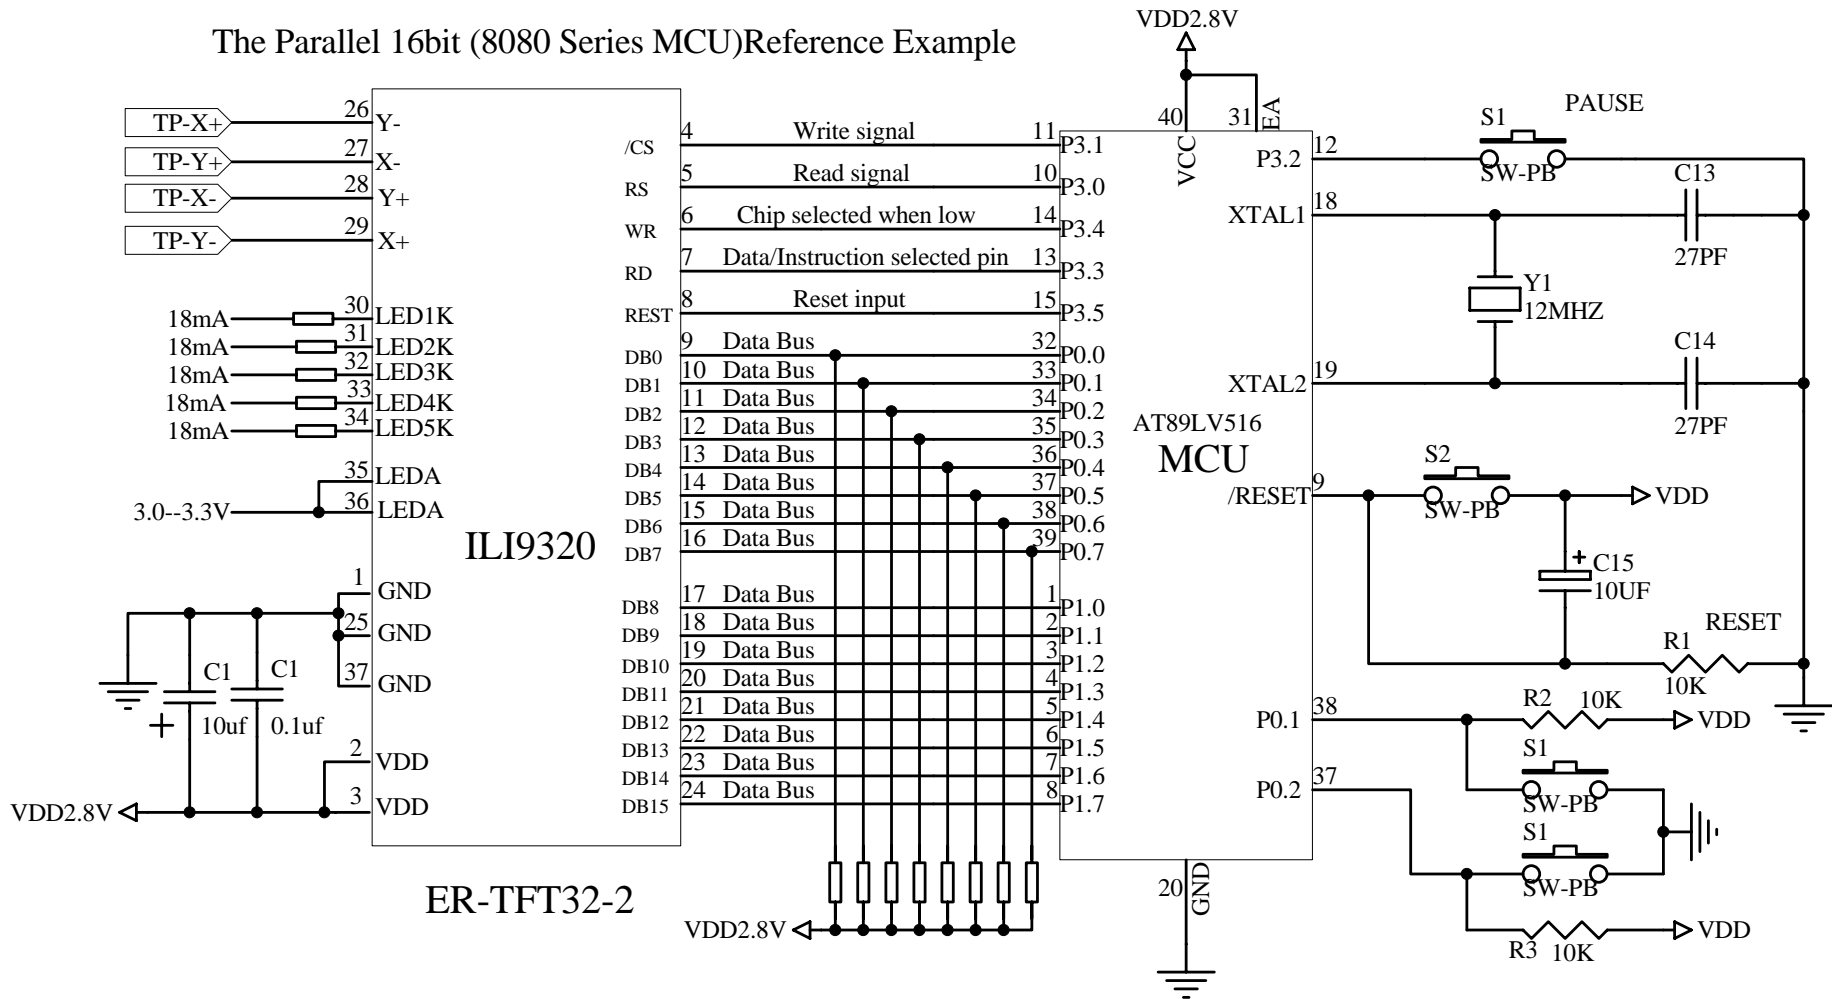 The Parallel 16bit (8080 Series MCU)Reference Example
VDD2.8V
TP-X+
26
Y-
TP-Y+
27
X-
TP-X-
28
Y+
TP-Y-
29
X+
18mA
30
LED1K
18mA
31
LED2K
18mA
32
LED3K
18mA
33
LED4K
18mA
34
LED5K
35
LEDA
3.0--3.3V
36
LEDA
1
GND
25
GND
37
GND
C1
10uf
C1
0.1uf
2
VDD
VDD2.8V
3
VDD
ILI9320
ER-TFT32-2
/CS
4
Write signal
11
P3.1
RS
5
Read signal
10
P3.0
WR
6
Chip selected when low
14
P3.4
RD
7
Data/Instruction selected pin
13
P3.3
REST
8
Reset input
15
P3.5
DB0
9
Data Bus
32
P0.0
DB1
10
Data Bus
33
P0.1
DB2
11
Data Bus
34
P0.2
DB3
12
Data Bus
35
P0.3
DB4
13
Data Bus
36
P0.4
DB5
14
Data Bus
37
P0.5
DB6
15
Data Bus
38
P0.6
DB7
16
Data Bus
39
P0.7
DB8
17
Data Bus
1
P1.0
DB9
18
Data Bus
2
P1.1
DB10
19
Data Bus
3
P1.2
DB11
20
Data Bus
4
P1.3
DB12
21
Data Bus
5
P1.4
DB13
22
Data Bus
6
P1.5
DB14
23
Data Bus
7
P1.6
DB15
24
Data Bus
8
P1.7
VDD2.8V
40
VCC
31
EA
AT89LV516
MCU
20
GND
P3.2
12
S1
SW-PB
PAUSE
XTAL1
18
C13
27PF
Y1
12MHZ
XTAL2
19
C14
27PF
/RESET
9
S2
SW-PB
VDD
C15
10UF
+
RESET
R1
10K
P0.1
38
R2
10K
VDD
S1
SW-PB
P0.2
37
S1
SW-PB
R3
10K
VDD